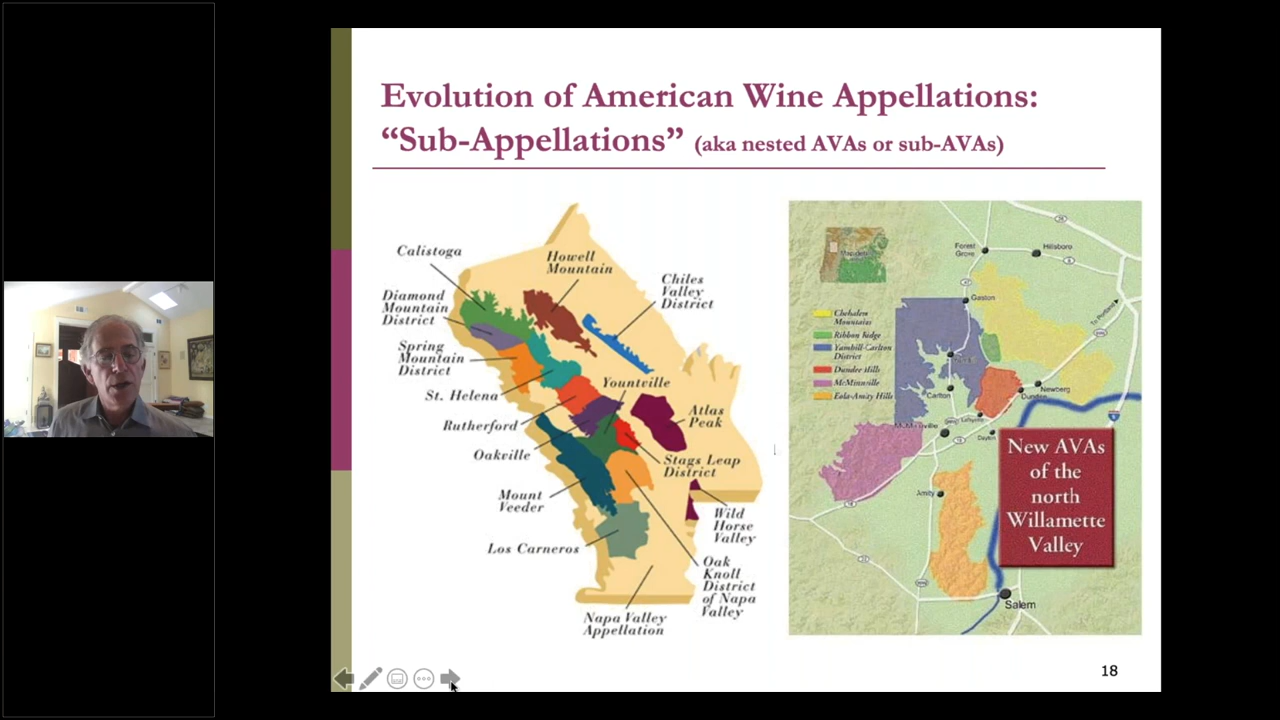 Evolution of American Wine Appellations:
“Sub-Appellations” (aka nested AVAs or sub-AVAs)
Calistoga
Howell
Mountain
Chiles
Valley
District
Diamond
Mountain
District
Spring
Mountain
District
Yountville
St. Helena
Atlas
Peak
Rutherford
Oakville
Stags Leap
District
Mount
Veeder
Wild
Horse
Valley
Los Carneros
Oak
Knoll
District
of Napa
Valley
Napa Valley
Appellation
Forest
Grove
Hillsboro
Gaston
To Portland
Chehalem
Mountains
Ribbon Ridge
Yamhill-Carlton
District
Dundee Hills
McMinnville
Eola-Amity Hills
Newberg
Dundee
Carlton
Lafayette
McMinnville
Dayton
New AVAs
of the
north
Willamette
Valley
Amity
Salem
18